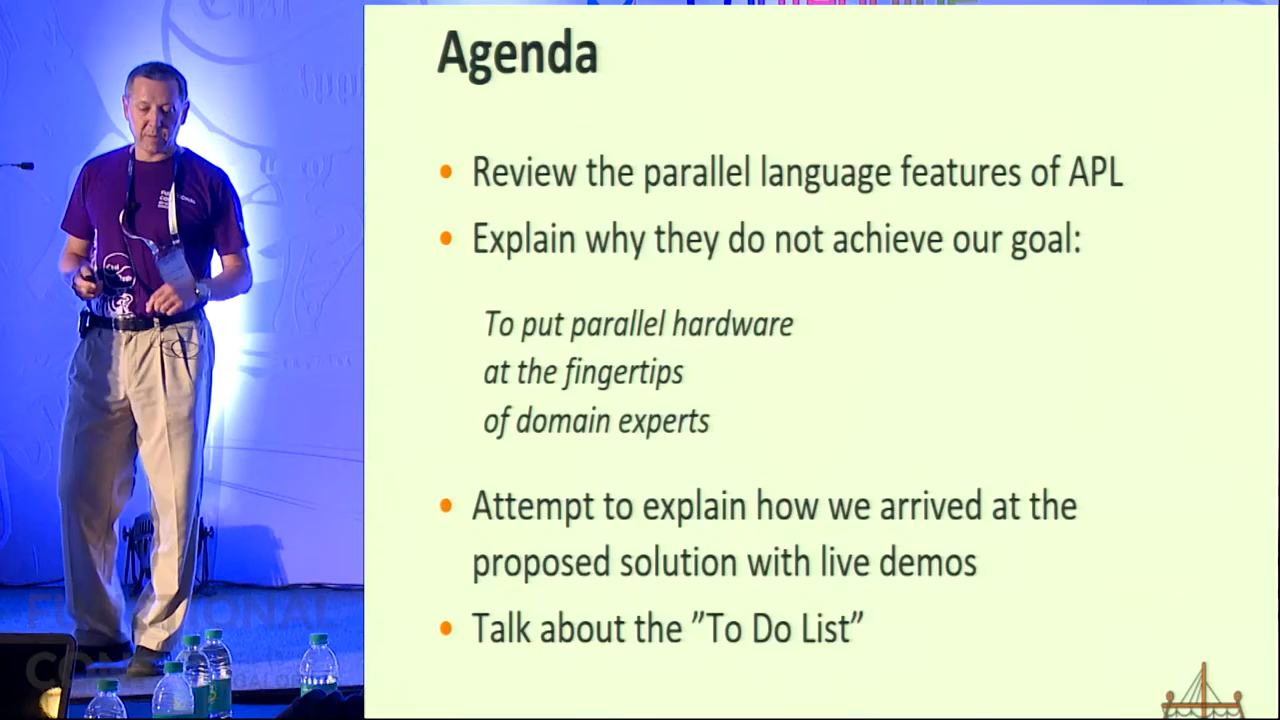 Agenda
• Review the parallel language features of APL
• Explain why they do not achieve our goal:
To put parallel hardware
at the fingertips
of domain experts
• Attempt to explain how we arrived at the
proposed solution with live demos
• Talk about the ”To Do List”
FUNCTIONAL